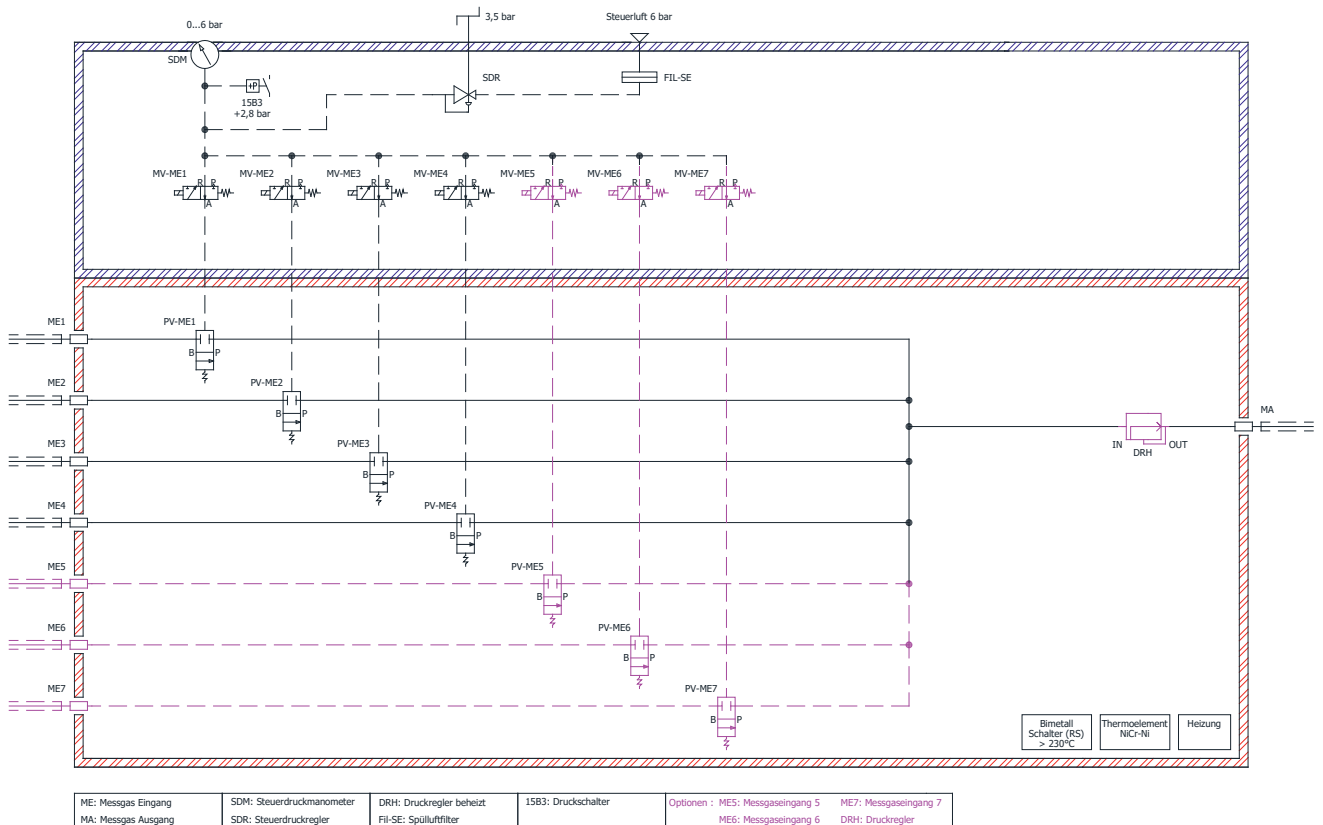 0...6 bar
3,5 bar
Steuerluft 6 bar
SDM
SDR
FIL-SE
+P
15B3
+2,8 bar
MV-ME1
MV-ME2
MV-ME3
MV-ME4
MV-ME5
MV-ME6
MV-ME7
R P
R P
R P
R P
R P
R P
R P
A
A
A
A
A
A
A
ME1
PV-ME1
B P
ME2
PV-ME2
B P
MA
ME3
PV-ME3
B P
IN
OUT
DRH
ME4
PV-ME4
B P
ME5
PV-ME5
B P
ME6
PV-ME6
B P
ME7
PV-ME7
B P
Bimetall
Schalter (RS)
> 230°C
Thermoelement
NiCr-Ni
Heizung
ME: Messgas Eingang
MA: Messgas Ausgang
SDM: Steuerdruckmanometer
SDR: Steuerdruckregler
DRH: Druckregler beheizt
Fil-SE: Spülluftfilter
15B3: Druckschalter
Optionen : ME5: Messgaseingang 5 ME7: Messgaseingang 7
ME6: Messgaseingang 6 DRH: Druckregler